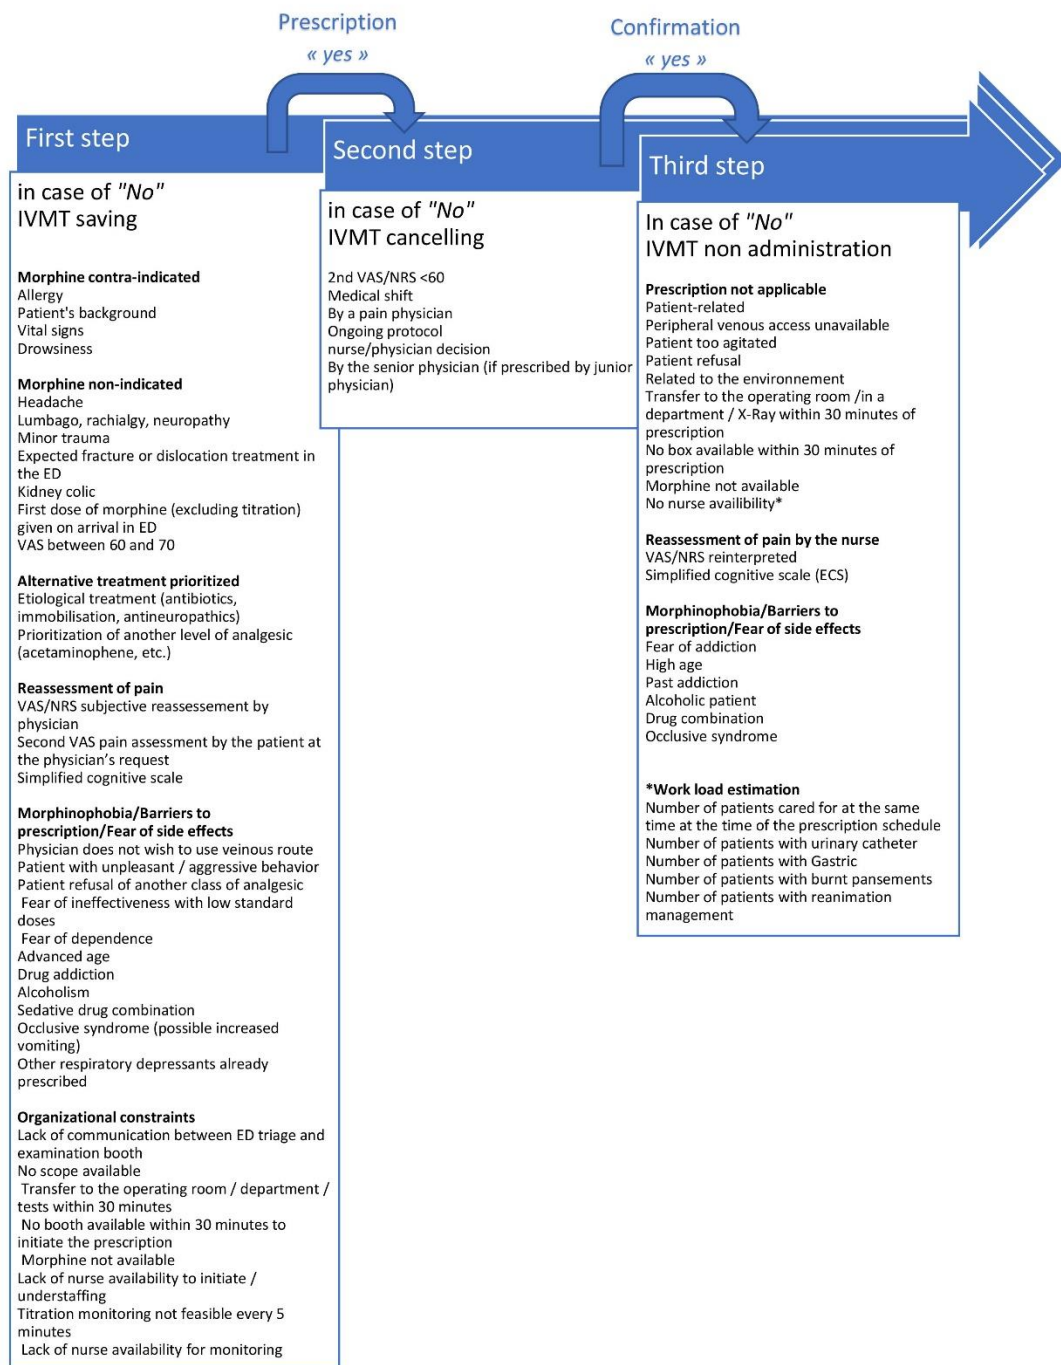 Prescription
« yes »
Confirmation
« yes »
First step
in case of "No"
IVMT saving
Morphine contra-indicated
Allergy
Patient's background
Vital signs
Drowsiness
Morphine non-indicated
Headache
Lumbago, rachialgy, neuropathy
Minor trauma
Expected fracture or dislocation treatment in
the ED
Kidney colic
First dose of morphine (excluding titration)
given on arrival in ED
VAS between 60 and 70
Alternative treatment prioritized
Etiological treatment (antibiotics,
immobilisation, antineuropathics)
Prioritization of another level of analgesic
(acetaminophene, etc.)
Reassessment of pain
VAS/NRS subjective reassessement by
physician
Second VAS pain assessment by the patient at
the physician's request
Simplified cognitive scale
Morphinophobia/Barriers to
prescription/Fear of side effects
Physician does not wish to use veinous route
Patient with unpleasant / aggressive behavior
Patient refusal of another class of analgesic
Fear of ineffectiveness with low standard
doses
Fear of dependence
Advanced age
Drug addiction
Alcoholism
Sedative drug combination
Occlusive syndrome (possible increased
vomiting)
Other respiratory depressants already
prescribed
Organizational constraints
Lack of communication between ED triage and
examination booth
No scope available
Transfer to the operating room / department /
tests within 30 minutes
No booth available within 30 minutes to
initiate the prescription
Morphine not available
Lack of nurse availability to initiate /
understaffing
Titration monitoring not feasible every 5
minutes
Lack of nurse availability for monitoring
Second step
in case of "No"
IVMT cancelling
2nd VAS/NRS <60
Medical shift
By a pain physician
Ongoing protocol
nurse/physician decision
By the senior physician (if prescribed by junior
physician)
Third step
In case of "No"
IVMT non administration
Prescription not applicable
Patient-related
Peripheral venous access unavailable
Patient too agitated
Patient refusal
Related to the environnement
Transfer to the operating room /in a
department / X-Ray within 30 minutes of
prescription
No box available within 30 minutes of
prescription
Morphine not available
No nurse availibility*
Reassessment of pain by the nurse
VAS/NRS reinterpreted
Simplified cognitive scale (ECS)
Morphinophobia/Barriers to
prescription/Fear of side effects
Fear of addiction
High age
Past addiction
Alcoholic patient
Drug combination
Occlusive syndrome
*Work load estimation
Number of patients cared for at the same
time at the time of the prescription schedule
Number of patients with urinary catheter
Number of patients with Gastric
Number of patients with burnt pansements
Number of patients with reanimation
management